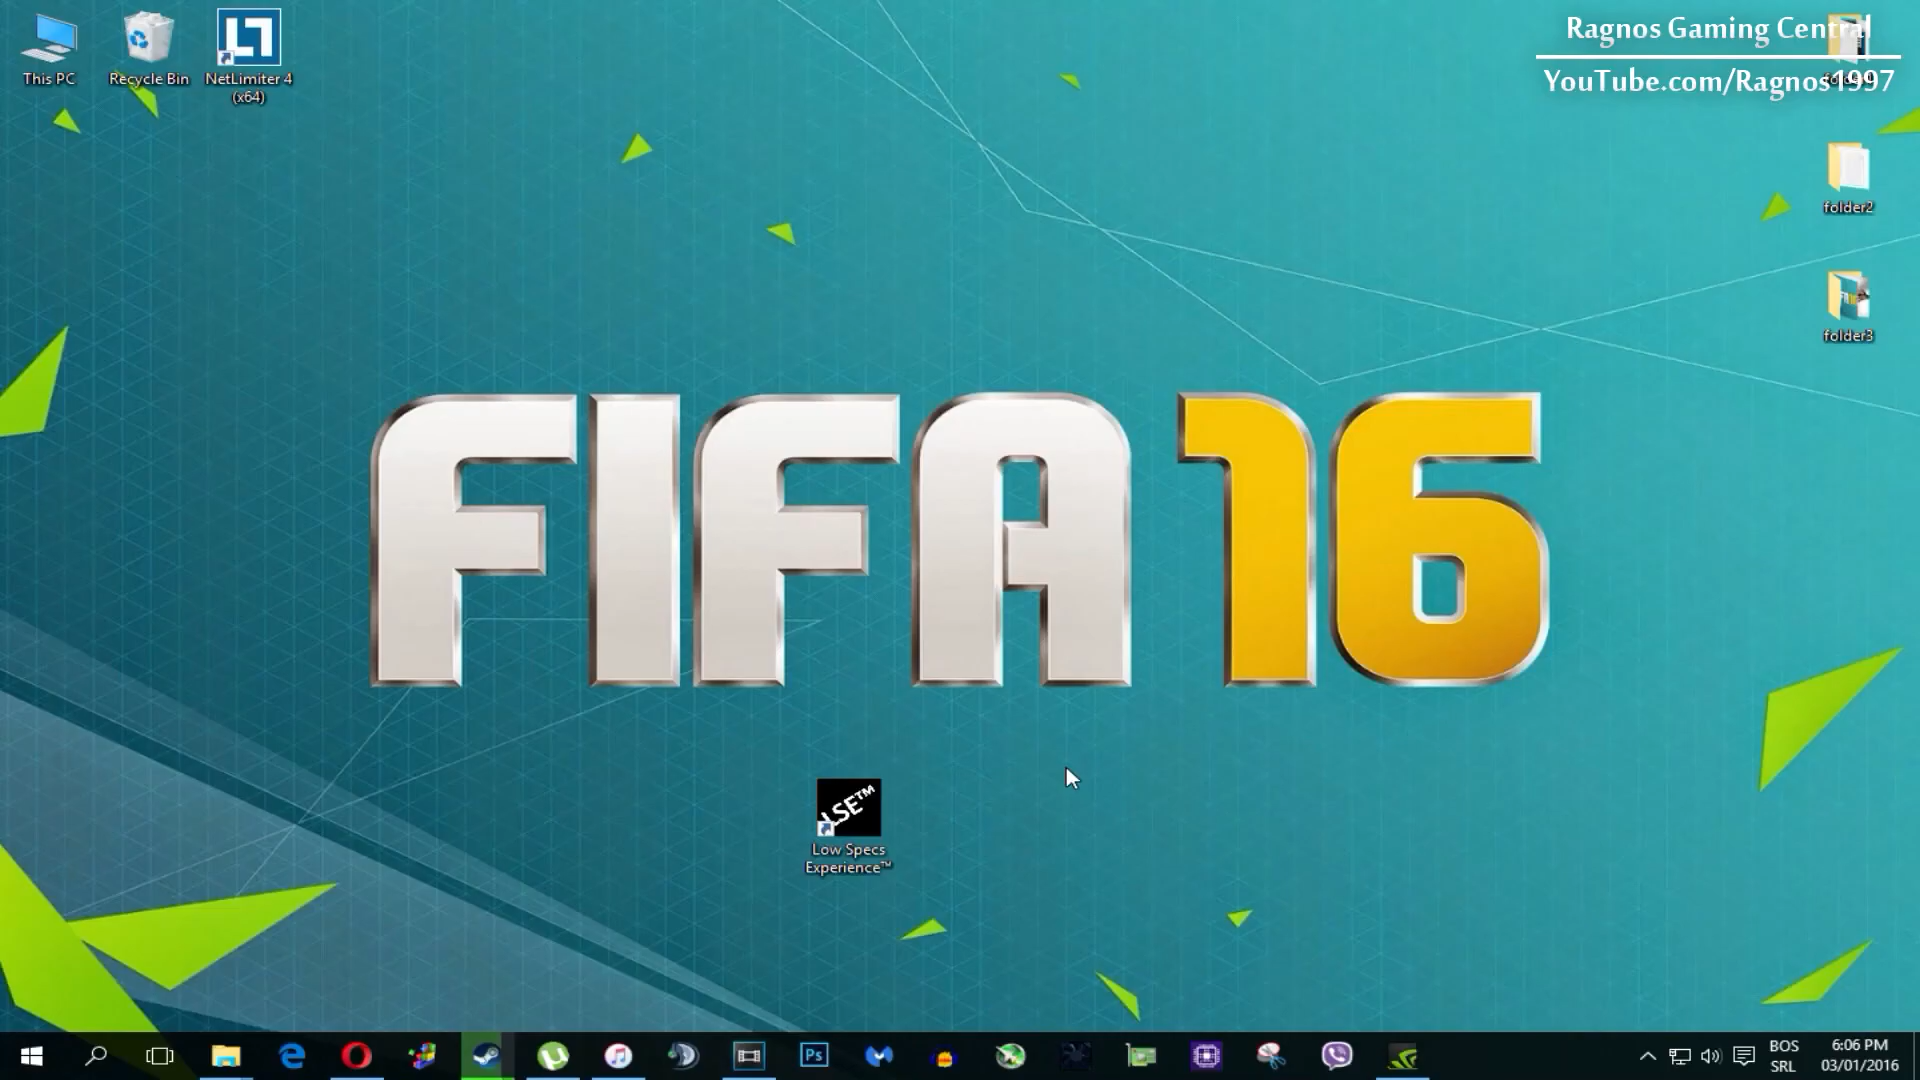 Ragnos Gaming Central
YouTube.com/Ragnos1997
This PC
Recycle Bin
NetLimiter 4
(x64)
folder2
folder3
FIFA 16
LSE™
Low Specs
Experience™
Ps
BOS
SRL
6:06 PM
03/01/2016